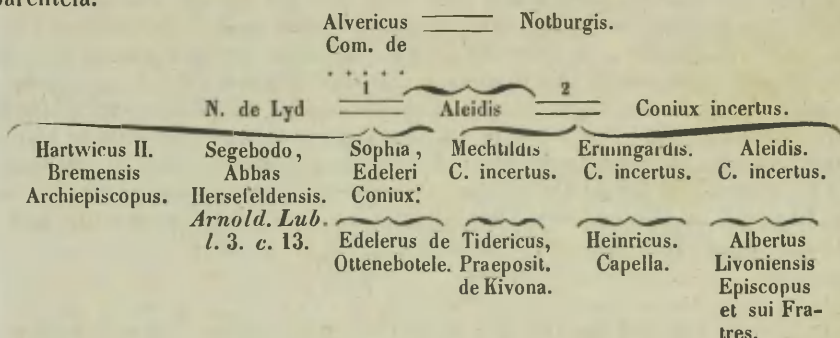 parentela.
Alvericus Notburgis.
Com. de
. . . . .
1 2
N. de Lyd Aleidis Coniux incertus.
Hartwicus II. Segebodo, Sophia, Mechtildis Ermingardis. Aleidis.
Bremensis Abbas Edeleri C. incertus. C. incertus. C. incertus.
Archiepiscopus. Hersefeldensis. Coniux.
Arnold. Lub.
l. 3. c. 13. Edelerus de Tidericus, Heinricus. Albertus
Ottenebotele. Praeposit. Capella. Livoniensis
de Kivona. Episcopus
et sui Fra-
tres.